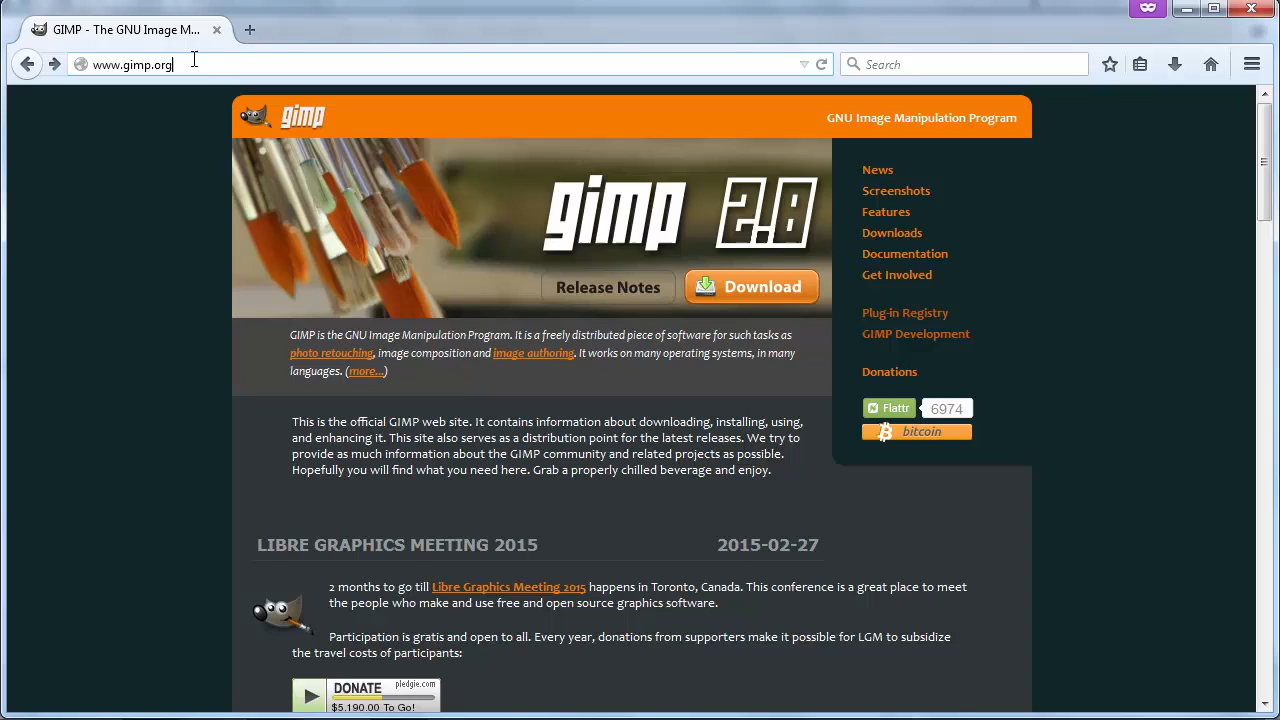 GIMP - The GNU Image M...
www.gimp.org
Search
gimp
GNU Image Manipulation Program
gimp 2.8
Release Notes
Download
News
Screenshots
Features
Downloads
Documentation
Get Involved
Plug-in Registry
GIMP Development
Donations
Flattr 6974
bitcoin
GIMP is the GNU Image Manipulation Program. It is a freely distributed piece of software for such tasks as
photo retouching, image composition and image authoring. It works on many operating systems, in many
languages. (more...)
This is the official GIMP web site. It contains information about downloading, installing, using,
and enhancing it. This site also serves as a distribution point for the latest releases. We try to
provide as much information about the GIMP community and related projects as possible.
Hopefully you will find what you need here. Grab a properly chilled beverage and enjoy.
LIBRE GRAPHICS MEETING 2015 2015-02-27
2 months to go till Libre Graphics Meeting 2015 happens in Toronto, Canada. This conference is a great place to meet
the people who make and use free and open source graphics software.
Participation is gratis and open to all. Every year, donations from supporters make it possible for LGM to subsidize
the travel costs of participants:
DONATE pledgie.com
$5,190.00 To Go!